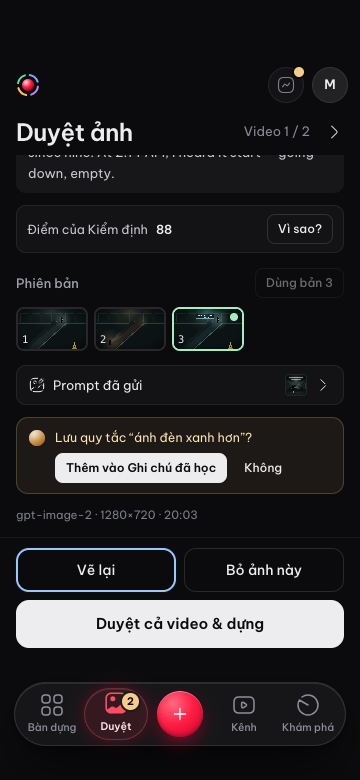 M
Duyệt ảnh
Video 1 / 2
down, empty.
Điểm của Kiểm định 88
Vì sao?
Phiên bản
Dùng bản 3
1
2
3
Prompt đã gửi
Lưu quy tắc “ánh đèn xanh hơn”?
Thêm vào Ghi chú đã học
Không
gpt-image-2 · 1280×720 · 20:03
Vẽ lại
Bỏ ảnh này
Duyệt cả video & dựng
2
Bàn dựng
Duyệt
Kênh
Khám phá